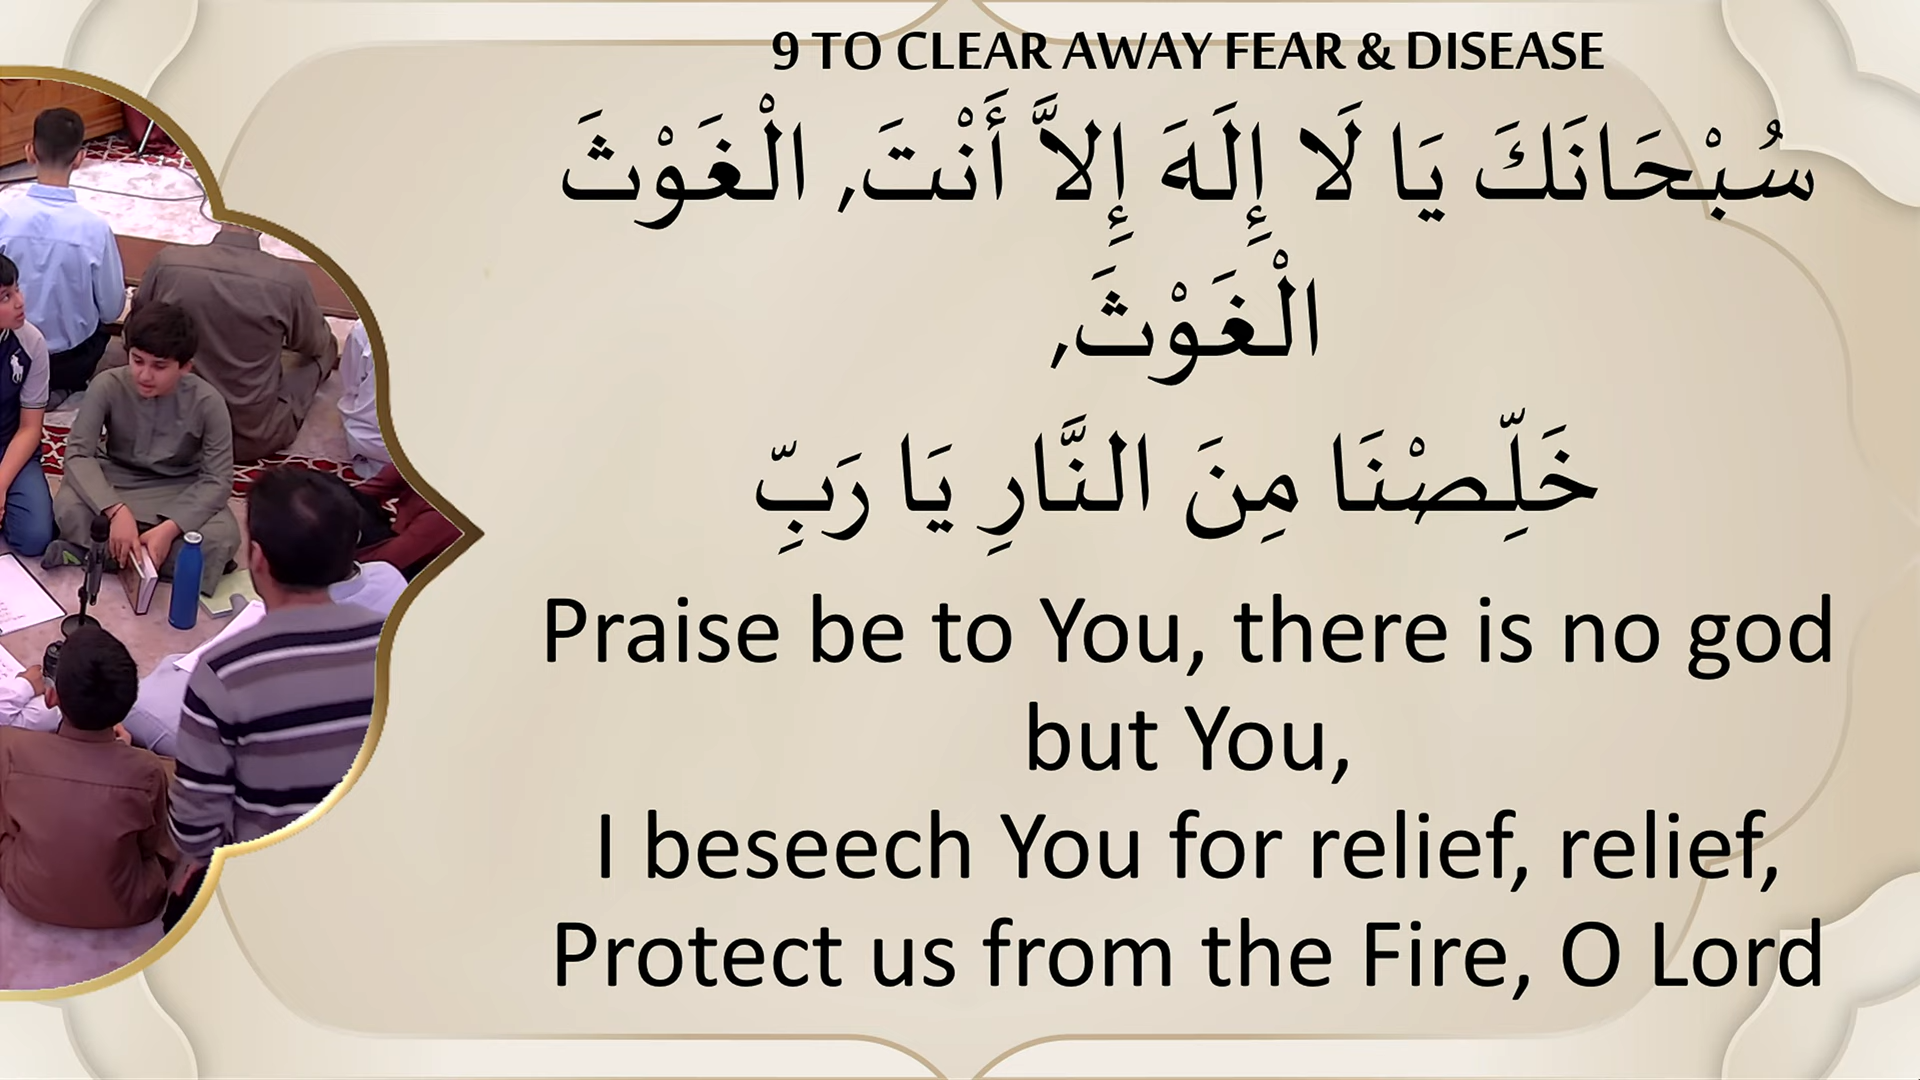 9 TO CLEAR AWAY FEAR & DISEASE
سُبْحَانَكَ يَا لَا إِلَهَ إِلاَّ أَنْتَ, الْغَوْثَ
الْغَوْثَ,
خَلِّصْنَا مِنَ النَّارِ يَا رَبِّ
Praise be to You, there is no god
but You,
I beseech You for relief, relief,
Protect us from the Fire, O Lord